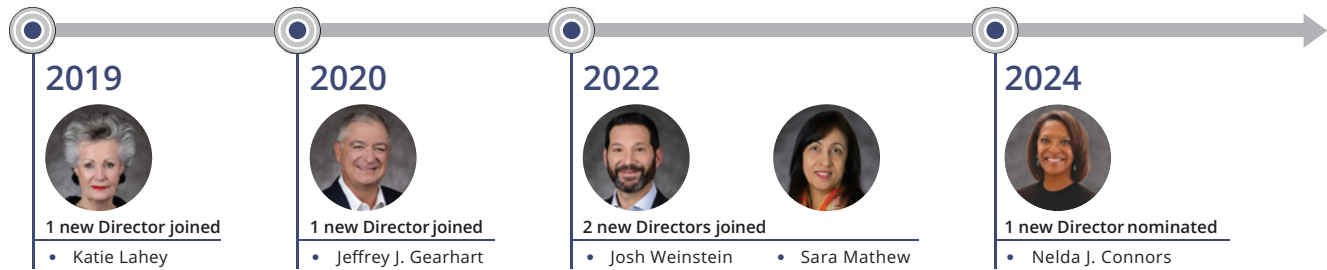 2019
1 new Director joined
• Katie Lahey
2020
1 new Director joined
• Jeffrey J. Gearhart
2022
2 new Directors joined
• Josh Weinstein
• Sara Mathew
2024
1 new Director nominated
• Nelda J. Connors